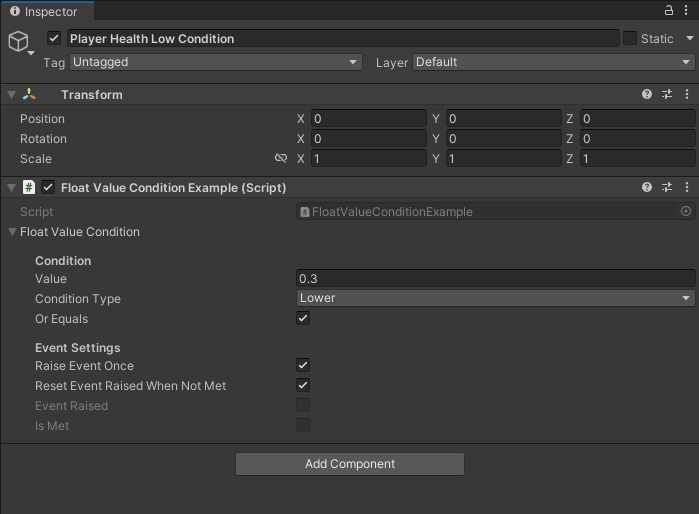 Inspector
Player Health Low Condition Static
Tag Untagged Layer Default
Transform
Position X 0 Y 0 Z 0
Rotation X 0 Y 0 Z 0
Scale X 1 Y 1 Z 1
# Float Value Condition Example (Script)
Script # FloatValueConditionExample
Float Value Condition
Condition
Value 0.3
Condition Type Lower
Or Equals
Event Settings
Raise Event Once
Reset Event Raised When Not Met
Event Raised
Is Met
Add Component